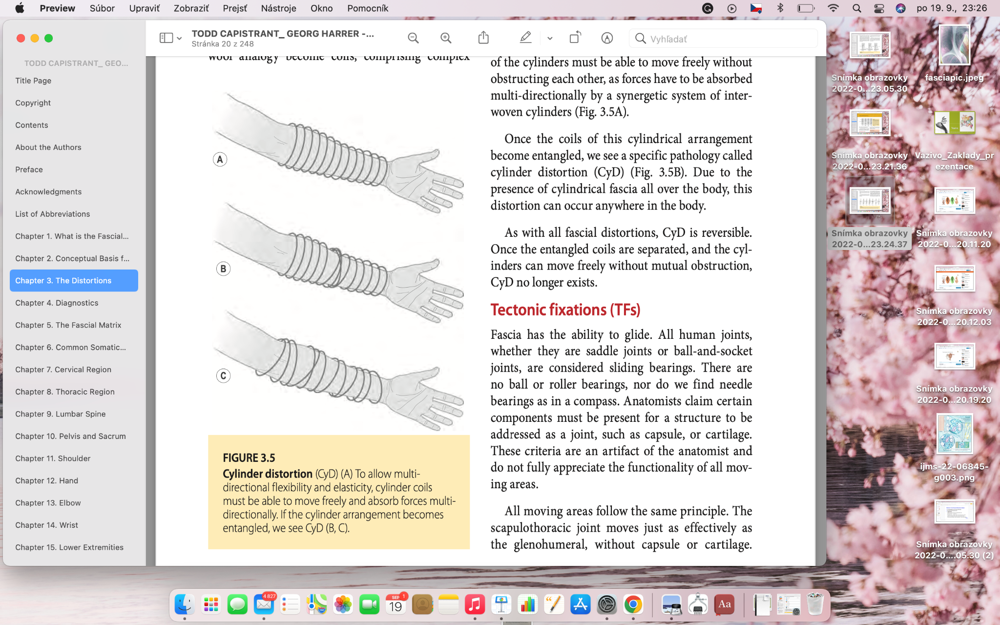 Preview
Súbor
Upraviť
Zobraziť
Prejsť
Nástroje
Okno
Pomocník
po 19. 9., 23:26
TODD CAPISTRANT_ GEO...
Title Page
Copyright
Contents
About the Authors
Preface
Acknowledgments
List of Abbreviations
Chapter 1. What is the Fascial...
Chapter 2. Conceptual Basis f...
Chapter 3. The Distortions
Chapter 4. Diagnostics
Chapter 5. The Fascial Matrix
Chapter 6. Common Somatic...
Chapter 7. Cervical Region
Chapter 8. Thoracic Region
Chapter 9. Lumbar Spine
Chapter 10. Pelvis and Sacrum
Chapter 11. Shoulder
Chapter 12. Hand
Chapter 13. Elbow
Chapter 14. Wrist
Chapter 15. Lower Extremities
TODD CAPISTRANT_ GEORG HARRER -...
Stránka 20 z 248
Vyhľadať
wool analogy become coils, comprising complex
A
B
C
FIGURE 3.5
Cylinder distortion (CyD) (A) To allow multi-
directional flexibility and elasticity, cylinder coils
must be able to move freely and absorb forces multi-
directionally. If the cylinder arrangement becomes
entangled, we see CyD (B, C).
of the cylinders must be able to move freely without
obstructing each other, as forces have to be absorbed
multi-directionally by a synergetic system of inter-
woven cylinders (Fig. 3.5A).
Once the coils of this cylindrical arrangement
become entangled, we see a specific pathology called
cylinder distortion (CyD) (Fig. 3.5B). Due to the
presence of cylindrical fascia all over the body, this
distortion can occur anywhere in the body.
As with all fascial distortions, CyD is reversible.
Once the entangled coils are separated, and the cyl-
inders can move freely without mutual obstruction,
CyD no longer exists.
Tectonic fixations (TFs)
Fascia has the ability to glide. All human joints,
whether they are saddle joints or ball-and-socket
joints, are considered sliding bearings. There are
no ball or roller bearings, nor do we find needle
bearings as in a compass. Anatomists claim certain
components must be present for a structure to be
addressed as a joint, such as capsule, or cartilage.
These criteria are an artifact of the anatomist and
do not fully appreciate the functionality of all mov-
ing areas.
All moving areas follow the same principle. The
scapulothoracic joint moves just as effectively as
the glenohumeral, without capsule or cartilage.
Snímka obrazovky
2022-0...23.05.30
fasciapic.jpeg
Snímka obrazovky
2022-0...23.21.36
Vazivo_Zaklady_pr
ezentace
Snímka obrazovky
2022-0...23.24.37
Snímka obrazovky
2022-0...20.11.20
Snímka obrazovky
2022-0...20.12.03
Snímka obrazovky
2022-0...20.19.20
ijms-22-06845-
g003.png
Snímka obrazovky
2022-0....05.30 (2)
4 827
SEP
1
19
280
Aa